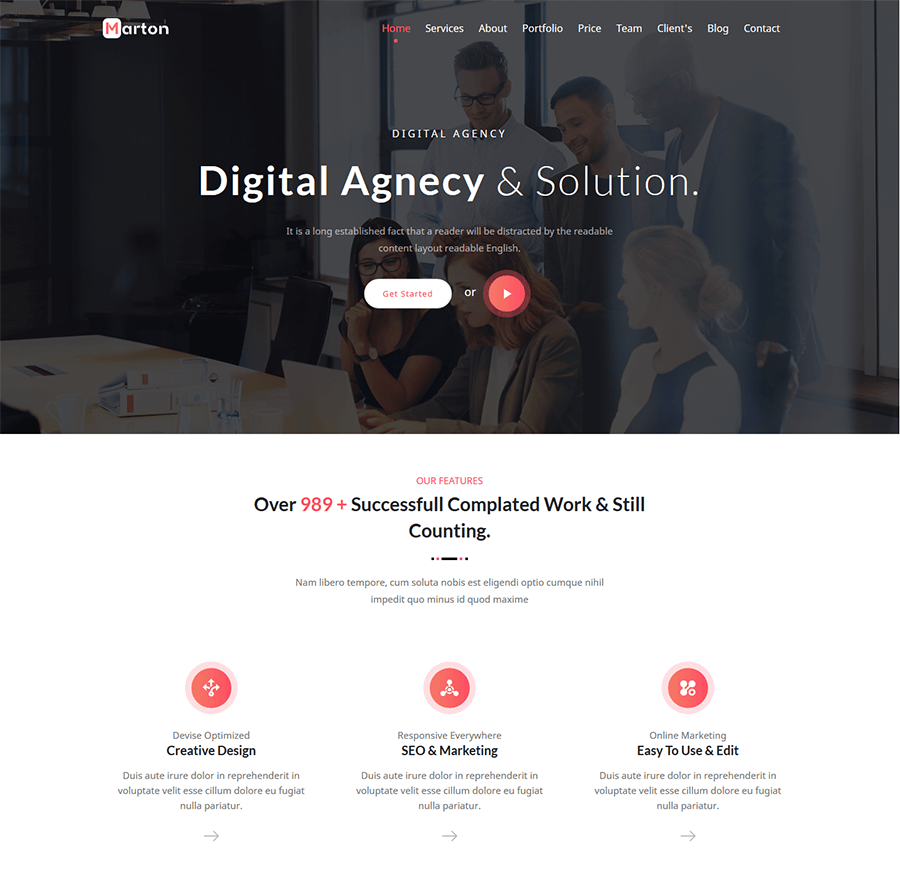 Marton
Home Services About Portfolio Price Team Client's Blog Contact
DIGITAL AGENCY
Digital Agnecy & Solution.
It is a long established fact that a reader will be distracted by the readable
content layout readable English.
Get Started or
OUR FEATURES
Over 989 + Successfull Complated Work & Still
Counting.
Nam libero tempore, cum soluta nobis est eligendi optio cumque nihil
impedit quo minus id quod maxime
Devise Optimized
Creative Design
Duis aute irure dolor in reprehenderit in
voluptate velit esse cillum dolore eu fugiat
nulla pariatur.
Responsive Everywhere
SEO & Marketing
Duis aute irure dolor in reprehenderit in
voluptate velit esse cillum dolore eu fugiat
nulla pariatur.
Online Marketing
Easy To Use & Edit
Duis aute irure dolor in reprehenderit in
voluptate velit esse cillum dolore eu fugiat
nulla pariatur.